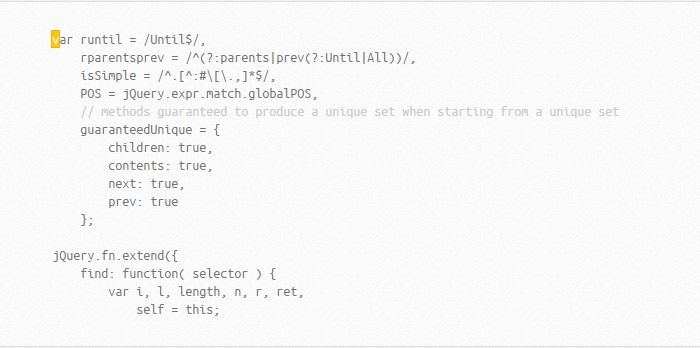 var runtil = /Until$/,
    rparentsprev = /^(?:parents|prev(?:Until|All))/,
    isSimple = /^.[^:#\[\.,]*$/,
    POS = jQuery.expr.match.globalPOS,
    // methods guaranteed to produce a unique set when starting from a unique set
    guaranteedUnique = {
        children: true,
        contents: true,
        next: true,
        prev: true
    };

jQuery.fn.extend({
    find: function( selector ) {
        var i, l, length, n, r, ret,
            self = this;